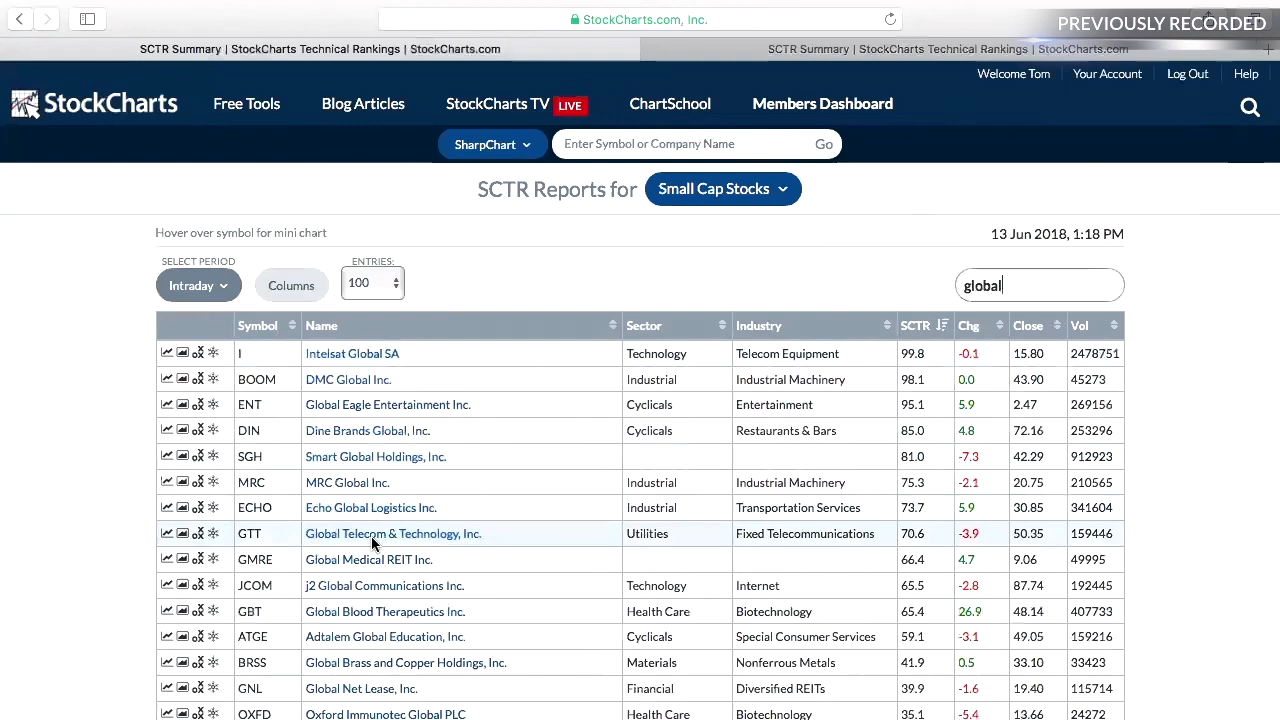 StockCharts.com, Inc.
PREVIOUSLY RECORDED
SCTR Summary | StockCharts Technical Rankings | StockCharts.com
SCTR Summary | StockCharts Technical Rankings | StockCharts.com
Welcome Tom Your Account Log Out Help
StockCharts Free Tools Blog Articles StockCharts TV LIVE ChartSchool Members Dashboard
SharpChart Enter Symbol or Company Name Go
SCTR Reports for Small Cap Stocks
Hover over symbol for mini chart 13 Jun 2018, 1:18 PM
SELECT PERIOD ENTRIES:
Intraday Columns 100 global
Symbol Name Sector Industry SCTR Chg Close Vol
I Intelsat Global SA Technology Telecom Equipment 99.8 -0.1 15.80 2478751
BOOM DMC Global Inc. Industrial Industrial Machinery 98.1 0.0 43.90 45273
ENT Global Eagle Entertainment Inc. Cyclicals Entertainment 95.1 5.9 2.47 269156
DIN Dine Brands Global, Inc. Cyclicals Restaurants & Bars 85.0 4.8 72.16 253296
SGH Smart Global Holdings, Inc. 81.0 -7.3 42.29 912923
MRC MRC Global Inc. Industrial Industrial Machinery 75.3 -2.1 20.75 210565
ECHO Echo Global Logistics Inc. Industrial Transportation Services 73.7 5.9 30.85 341604
GTT Global Telecom & Technology, Inc. Utilities Fixed Telecommunications 70.6 -3.9 50.35 159446
GMRE Global Medical REIT Inc. 66.4 4.7 9.06 49995
JCOM j2 Global Communications Inc. Technology Internet 65.5 -2.8 87.74 192445
GBT Global Blood Therapeutics Inc. Health Care Biotechnology 65.4 26.9 48.14 407733
ATGE Adtalem Global Education, Inc. Cyclicals Special Consumer Services 59.1 -3.1 49.05 159216
BRSS Global Brass and Copper Holdings, Inc. Materials Nonferrous Metals 41.9 0.5 33.10 33423
GNL Global Net Lease, Inc. Financial Diversified REITs 39.9 -1.6 19.40 115714
OXFD Oxford Immunotec Global PLC Health Care Biotechnology 35.1 -5.4 13.66 24272